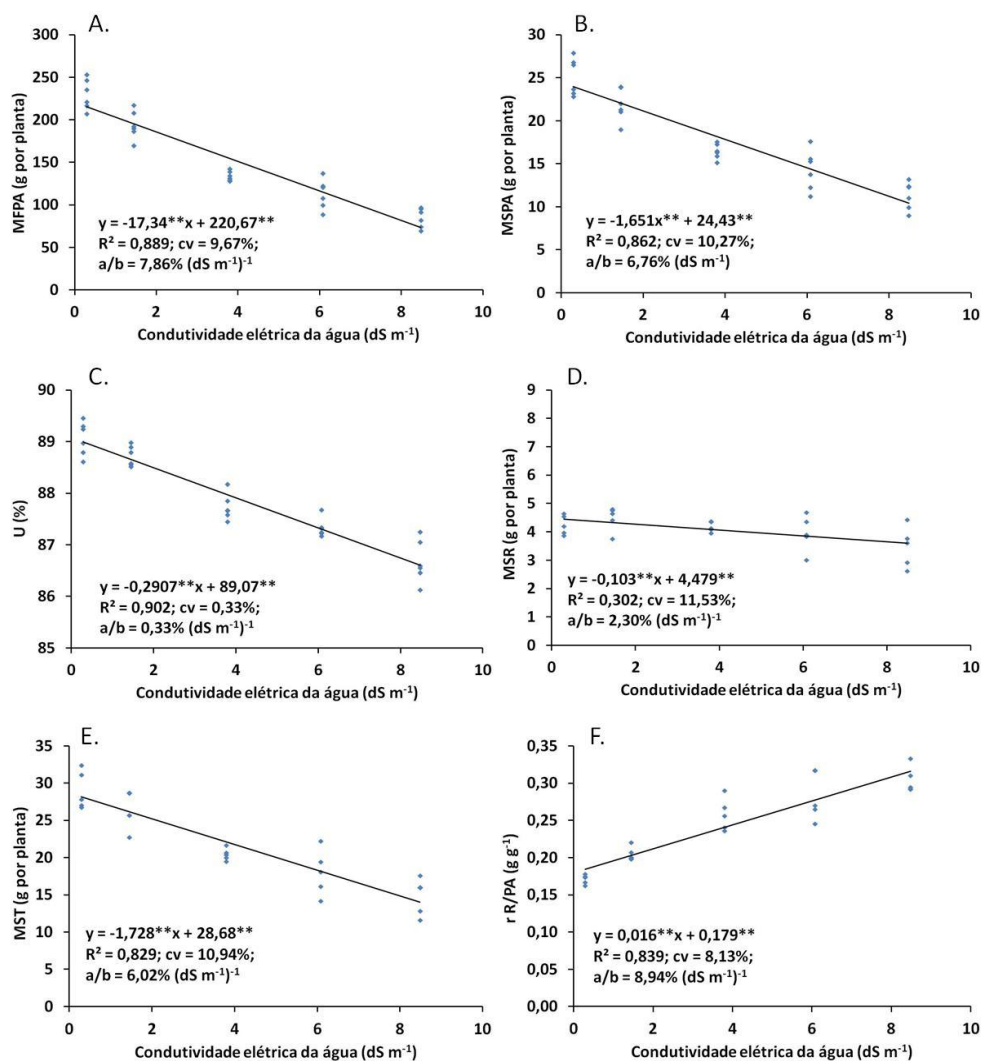 A.
MFPA (g por planta)
300
250
200
150
100
50
0
y = -17,34**x + 220,67**
R² = 0,889; cv = 9,67%;
a/b = 7,86% (dS m⁻¹)⁻¹
0 2 4 6 8 10
Condutividade elétrica da água (dS m⁻¹)
B.
MSPA (g por planta)
30
25
20
15
10
5
0
y = -1,651x** + 24,43**
R² = 0,862; cv = 10,27%;
a/b = 6,76% (dS m⁻¹)
0 2 4 6 8 10
Condutividade elétrica da água (dS m⁻¹)
C.
U (%)
90
89
88
87
86
85
y = -0,2907**x + 89,07**
R² = 0,902; cv = 0,33%;
a/b = 0,33% (dS m⁻¹)⁻¹
0 2 4 6 8 10
Condutividade elétrica da água (dS m⁻¹)
D.
MSR (g por planta)
9
8
7
6
5
4
3
2
1
0
y = -0,103**x + 4,479**
R² = 0,302; cv = 11,53%;
a/b = 2,30% (dS m⁻¹)⁻¹
0 2 4 6 8 10
Condutividade elétrica da água (dS m⁻¹)
E.
MST (g por planta)
35
30
25
20
15
10
5
0
y = -1,728**x + 28,68**
R² = 0,829; cv = 10,94%;
a/b = 6,02% (dS m⁻¹)⁻¹
0 2 4 6 8 10
Condutividade elétrica da água (dS m⁻¹)
F.
r R/PA (g g⁻¹)
0,35
0,30
0,25
0,20
0,15
0,10
0,05
0,00
y = 0,016**x + 0,179**
R² = 0,839; cv = 8,13%;
a/b = 8,94% (dS m⁻¹)⁻¹
0 2 4 6 8 10
Condutividade elétrica da água (dS m⁻¹)